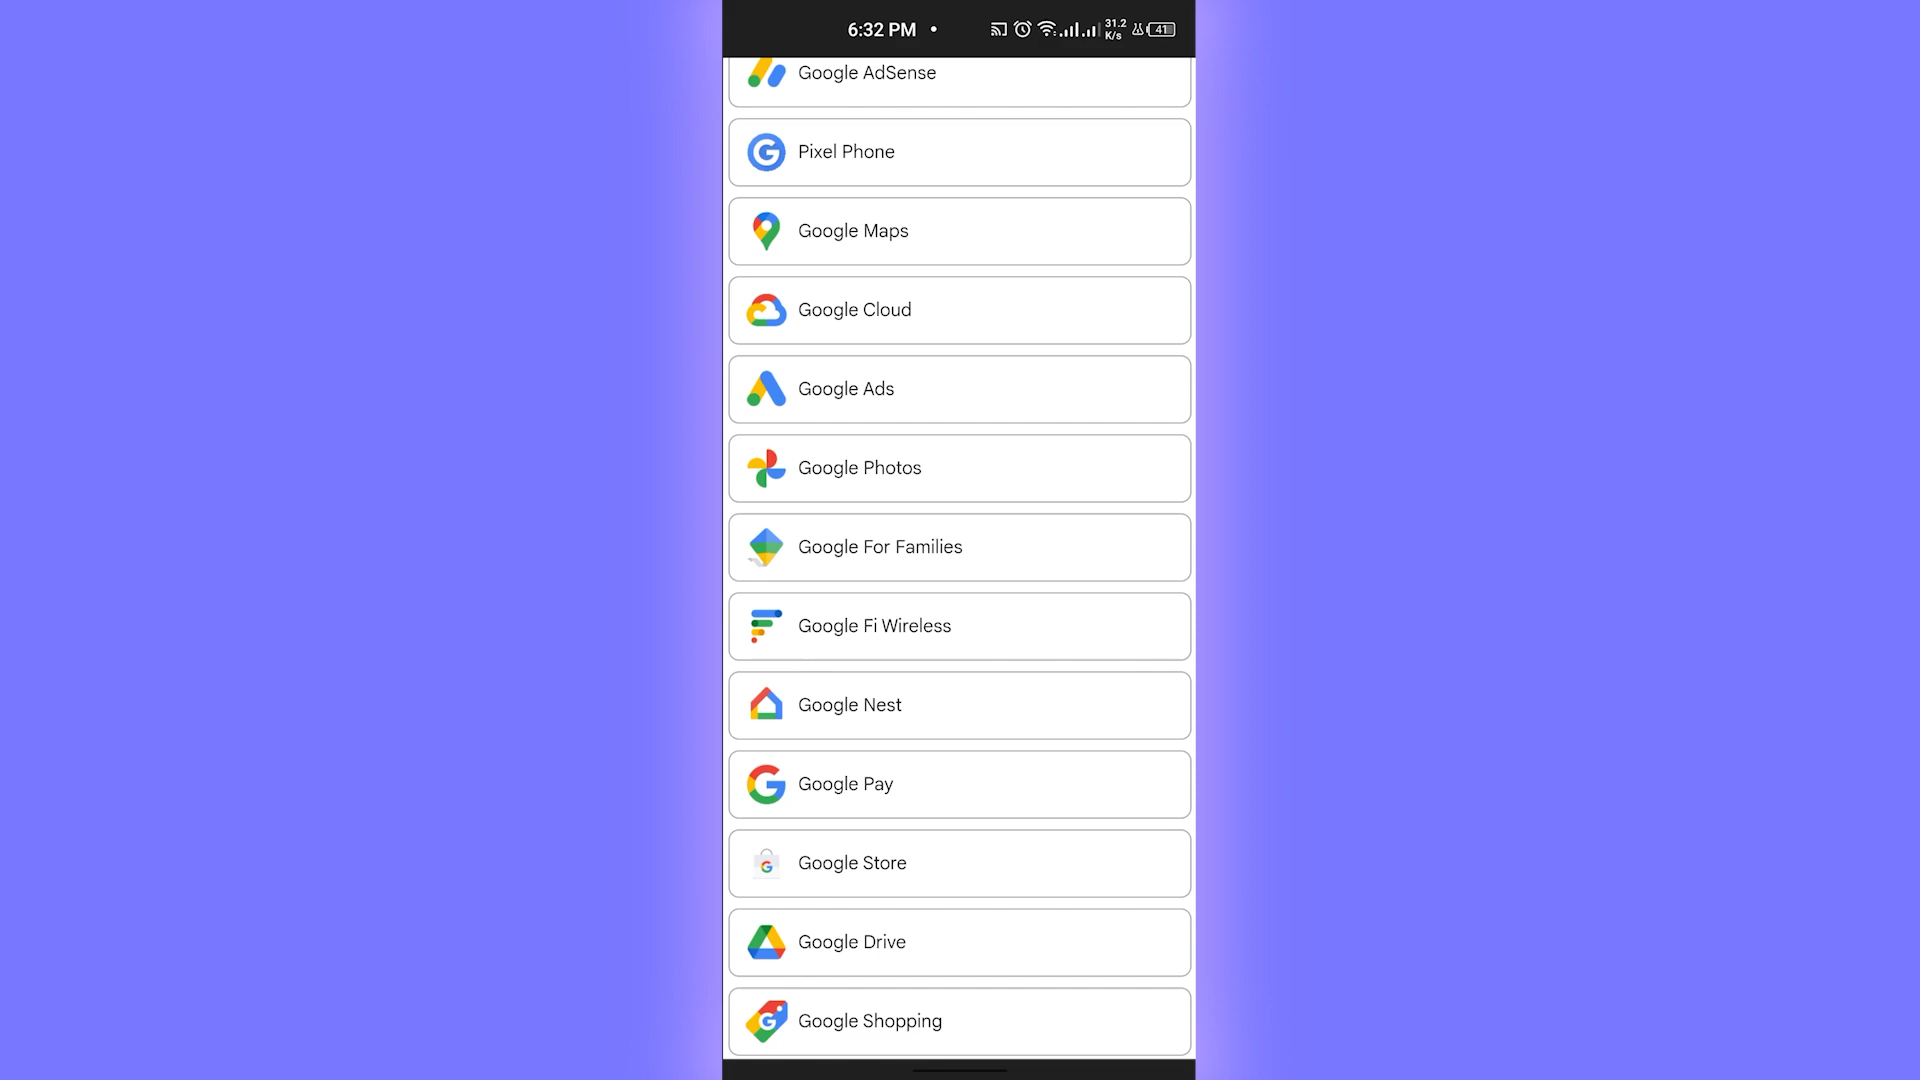 6:32 PM
31.2
K/s
41
Google AdSense
Pixel Phone
Google Maps
Google Cloud
Google Ads
Google Photos
Google For Families
Google Fi Wireless
Google Nest
Google Pay
Google Store
Google Drive
Google Shopping